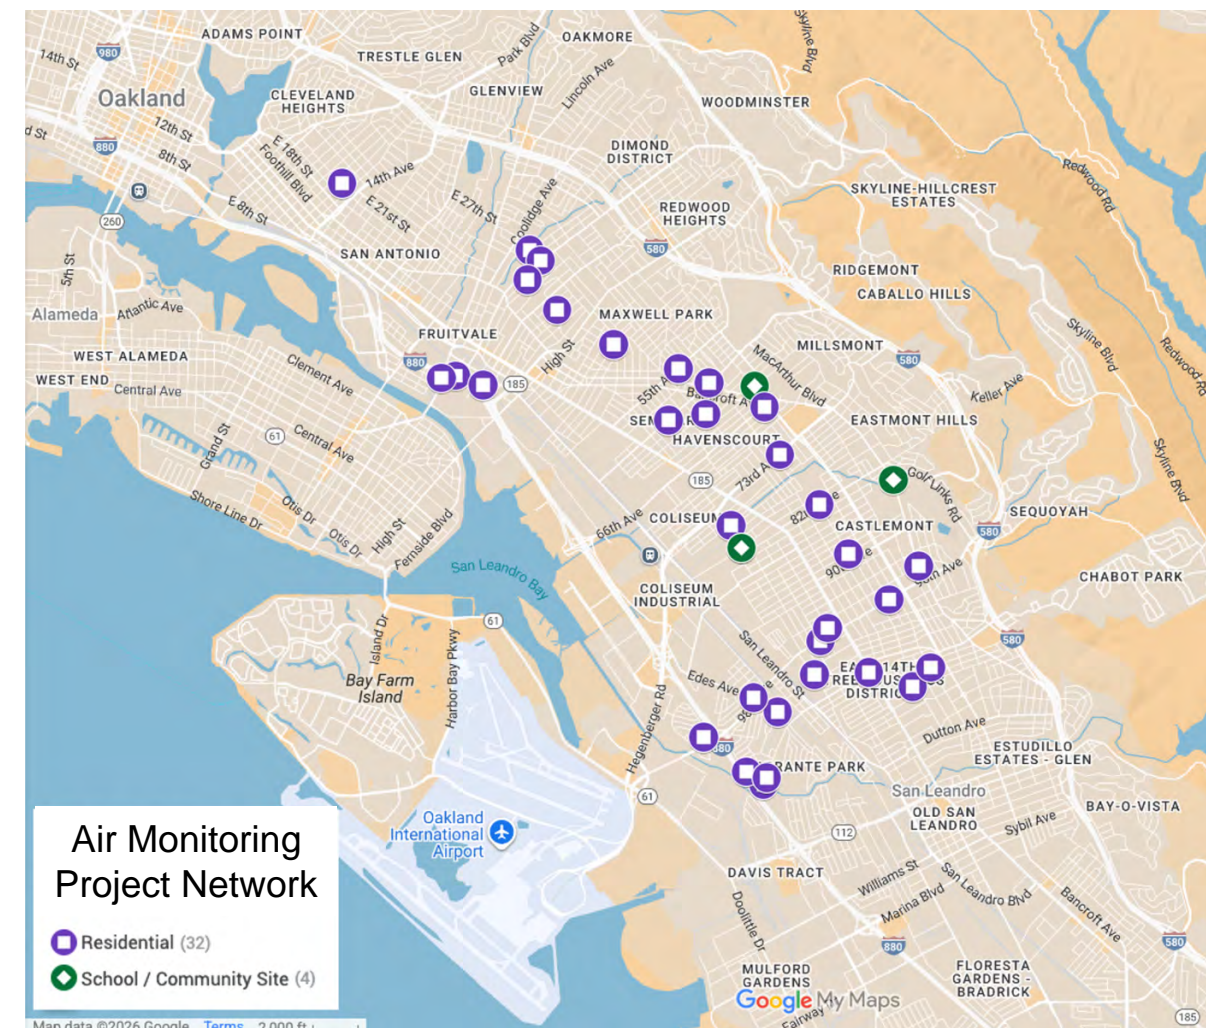 ADAMS POINT
OAKMORE
Skyline Blvd
980
14th St
TRESTLE GLEN
Park Blvd
Lincoln Ave
Oakland
CLEVELAND
HEIGHTS
GLENVIEW
WOODMINSTER
12th St
880
8th St
E 18th St
Foothill Blvd
14th Ave
DIMOND
DISTRICT
Redwood Rd
SKYLINE-HILLCREST
ESTATES
E 8th St
E 21st St
E 27th St
Coolidge Ave
REDWOOD
HEIGHTS
260
SAN ANTONIO
580
5th St
RIDGEMONT
CABALLO HILLS
Atlantic Ave
Alameda
MAXWELL PARK
FRUITVALE
High St
MacArthur Blvd
MILLSMONT
Skyline Blvd
Redwood Rd
WEST ALAMEDA
880
580
WEST END
Central Ave
Clement Ave
185
55th
Keller Ave
HAVENSCOURT
EASTMONT HILLS
61
Grand St
Central Ave
185
73rd
Golf Links Rd
Skyline Blvd
Shore Line Dr
Otis Dr
Otis Dr
High St
Fernside Blvd
66th Ave
COLISEUM
CASTLEMONT
SEQUOYAH
580
San Leandro Bay
COLISEUM
INDUSTRIAL
CHABOT PARK
61
580
Island Dr
Harbor Bay Pkwy
Bay Farm
Island
San Leandro St
Edes Ave
Hegenberger Rd
Dutton Ave
ESTUDILLO
ESTATES - GLEN
San Leandro
61
OLD SAN
LEANDRO
Sybil Ave
BAY-O-VISTA
112
Oakland
International
Airport
DAVIS TRACT
Williams St
Marina Blvd
San Leandro Blvd
Bancroft Ave
Doolittle Dr
880
580
MULFORD
GARDENS
FLORESTA
GARDENS -
BRADRICK
Google My Maps
185
Air Monitoring
Project Network
Residential (32)
School / Community Site (4)
Map data ©2026 Google Terms 2,000 ft